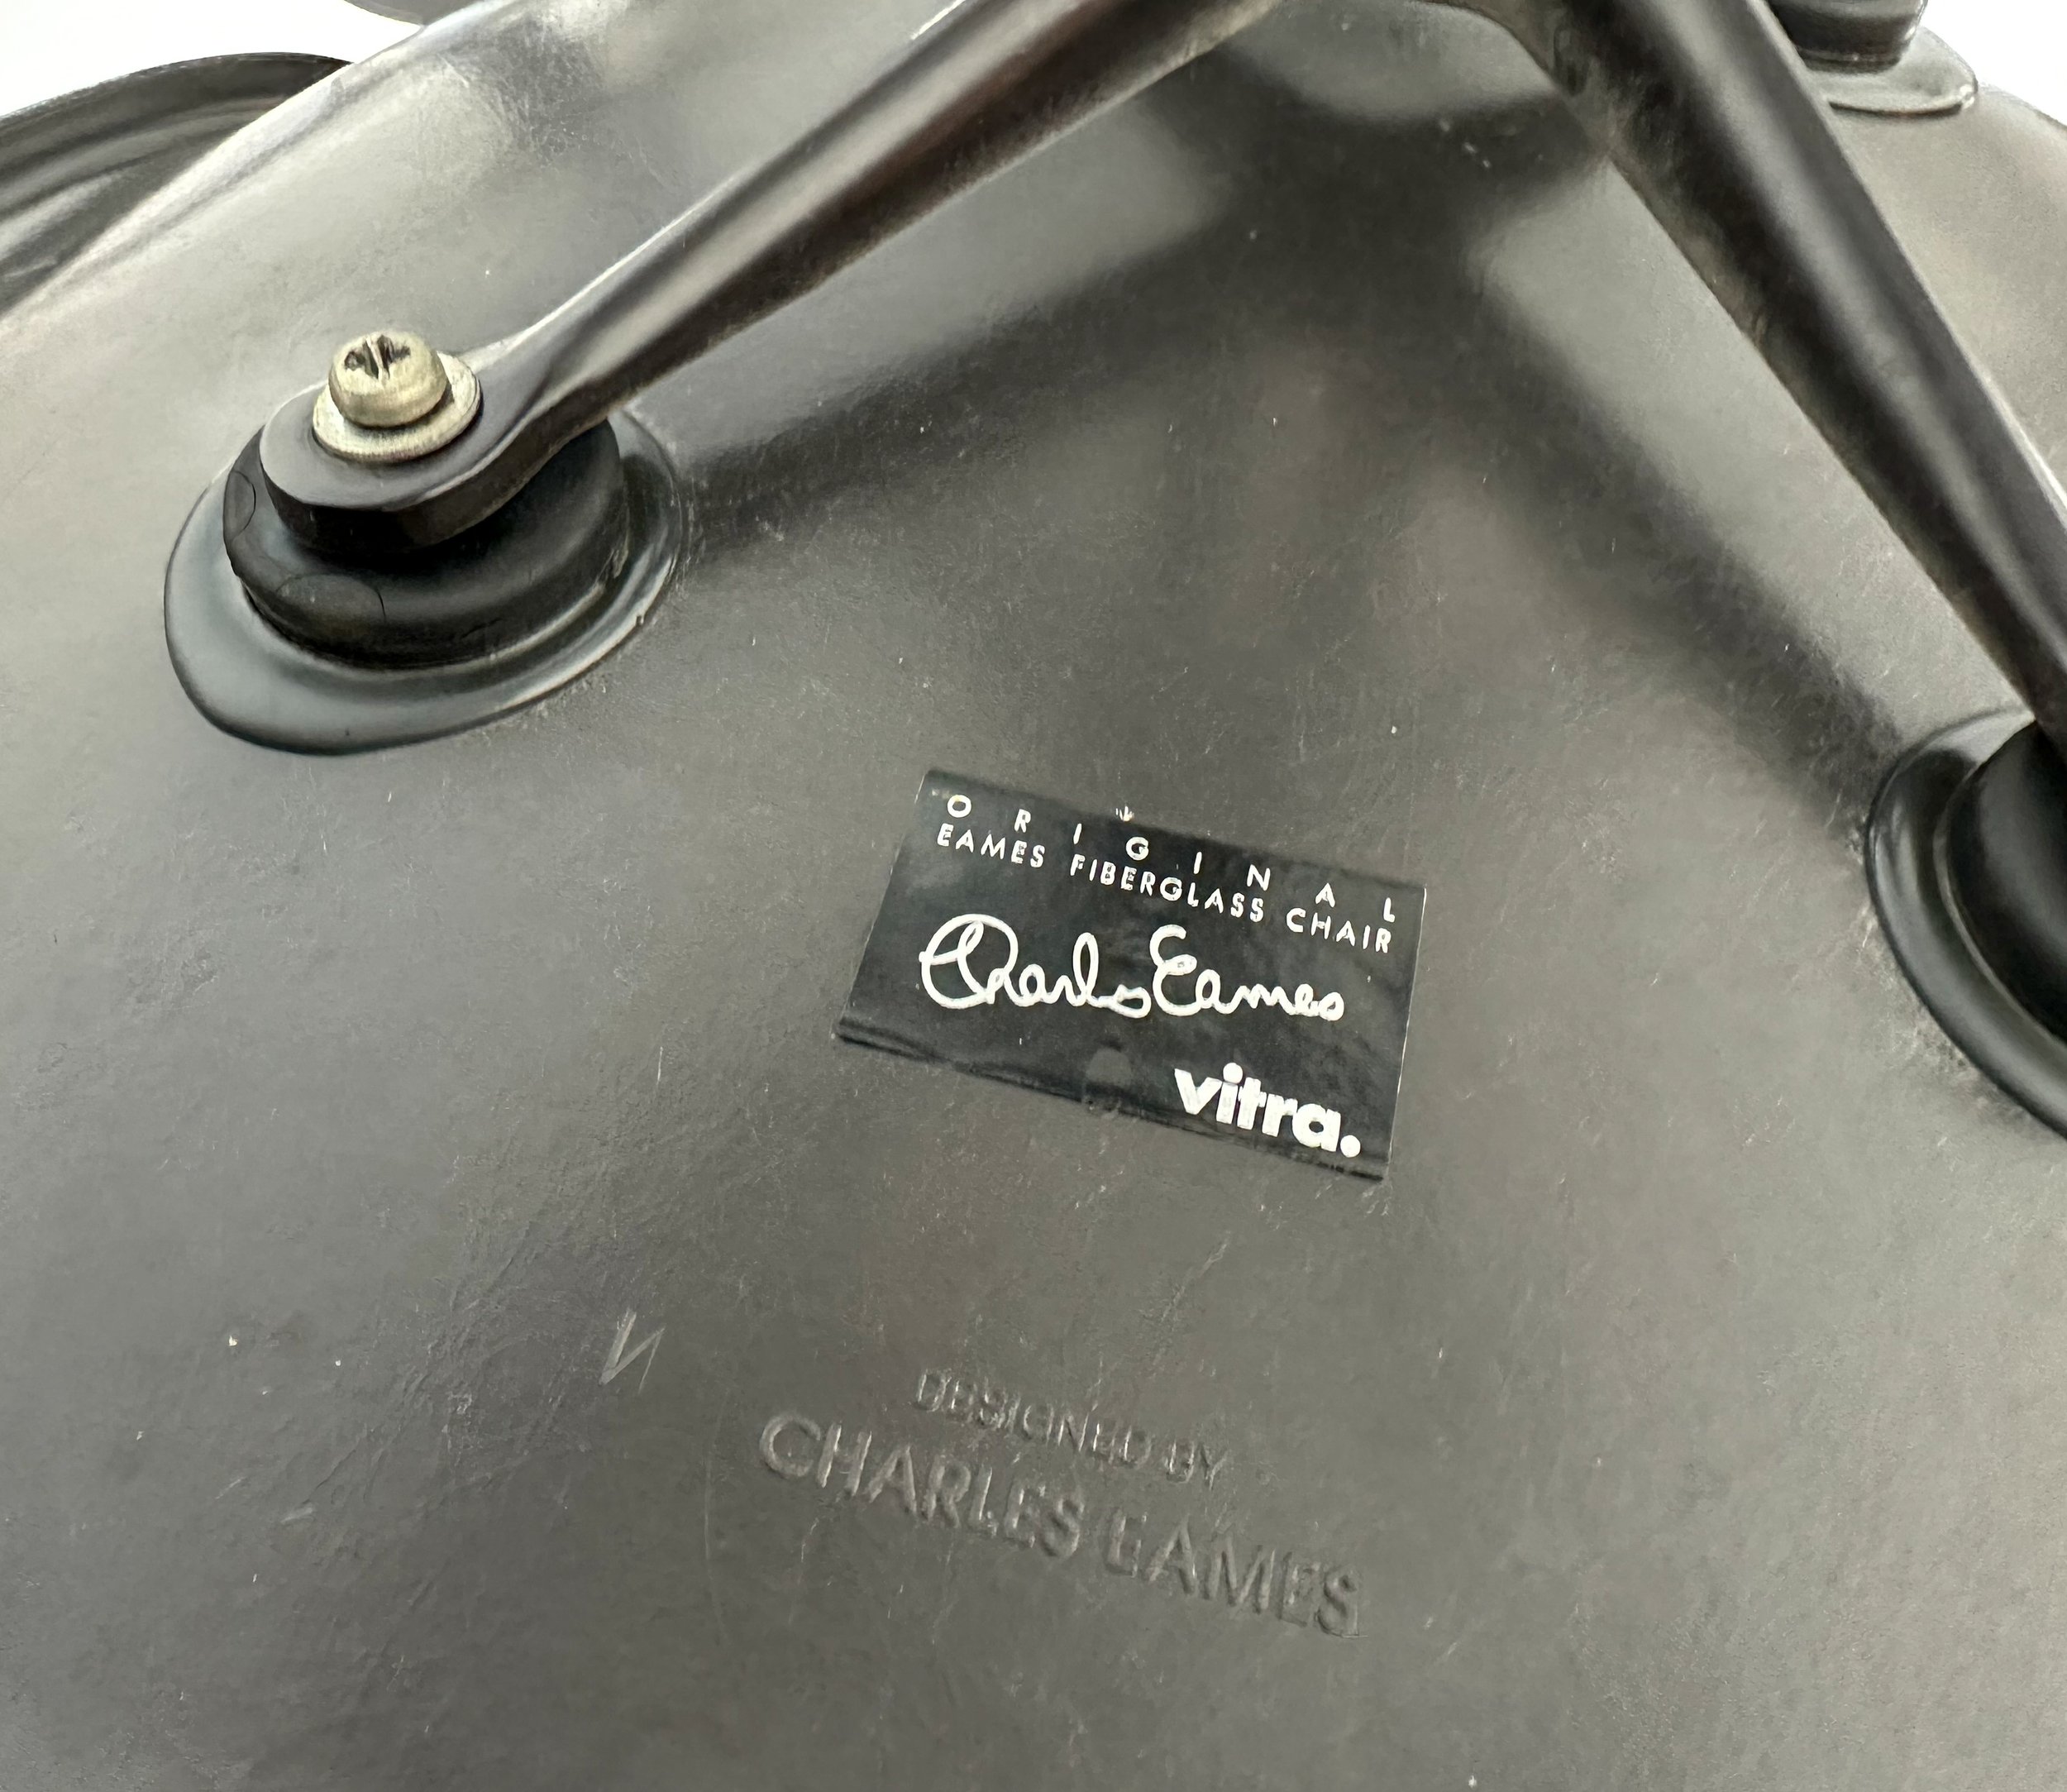 ORIGINAL
EAMES FIBERGLASS CHAIR
Charles Eames
vitra.
DESIGNED BY
CHARLES EAMES